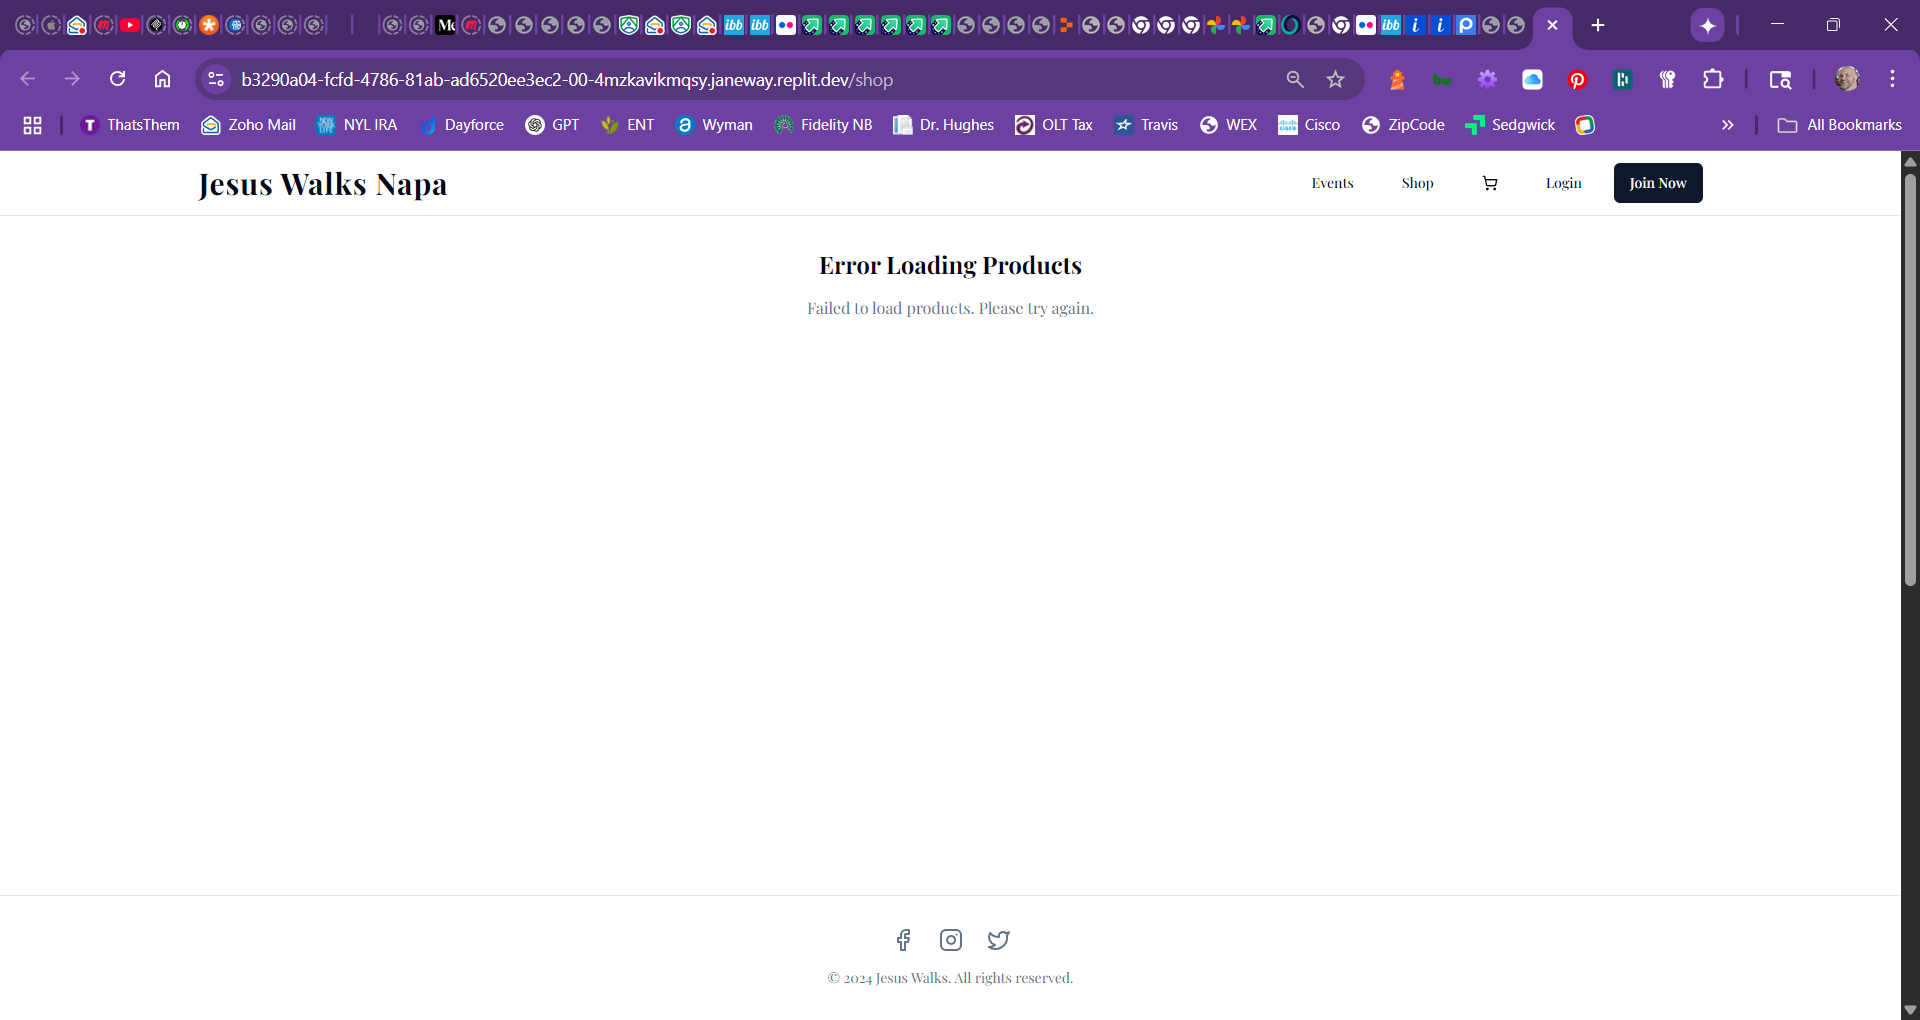 b3290a04-fcfd-4786-81ab-ad6520ee3ec2-00-4mzkavikmqsy.janeway.replit.dev/shop
ThatsThem Zoho Mail NYL IRA Dayforce GPT ENT Wyman Fidelity NB Dr. Hughes OLT Tax Travis WEX Cisco ZipCode Sedgwick » All Bookmarks
Jesus Walks Napa
Events Shop Login Join Now
Error Loading Products
Failed to load products. Please try again.
© 2024 Jesus Walks. All rights reserved.